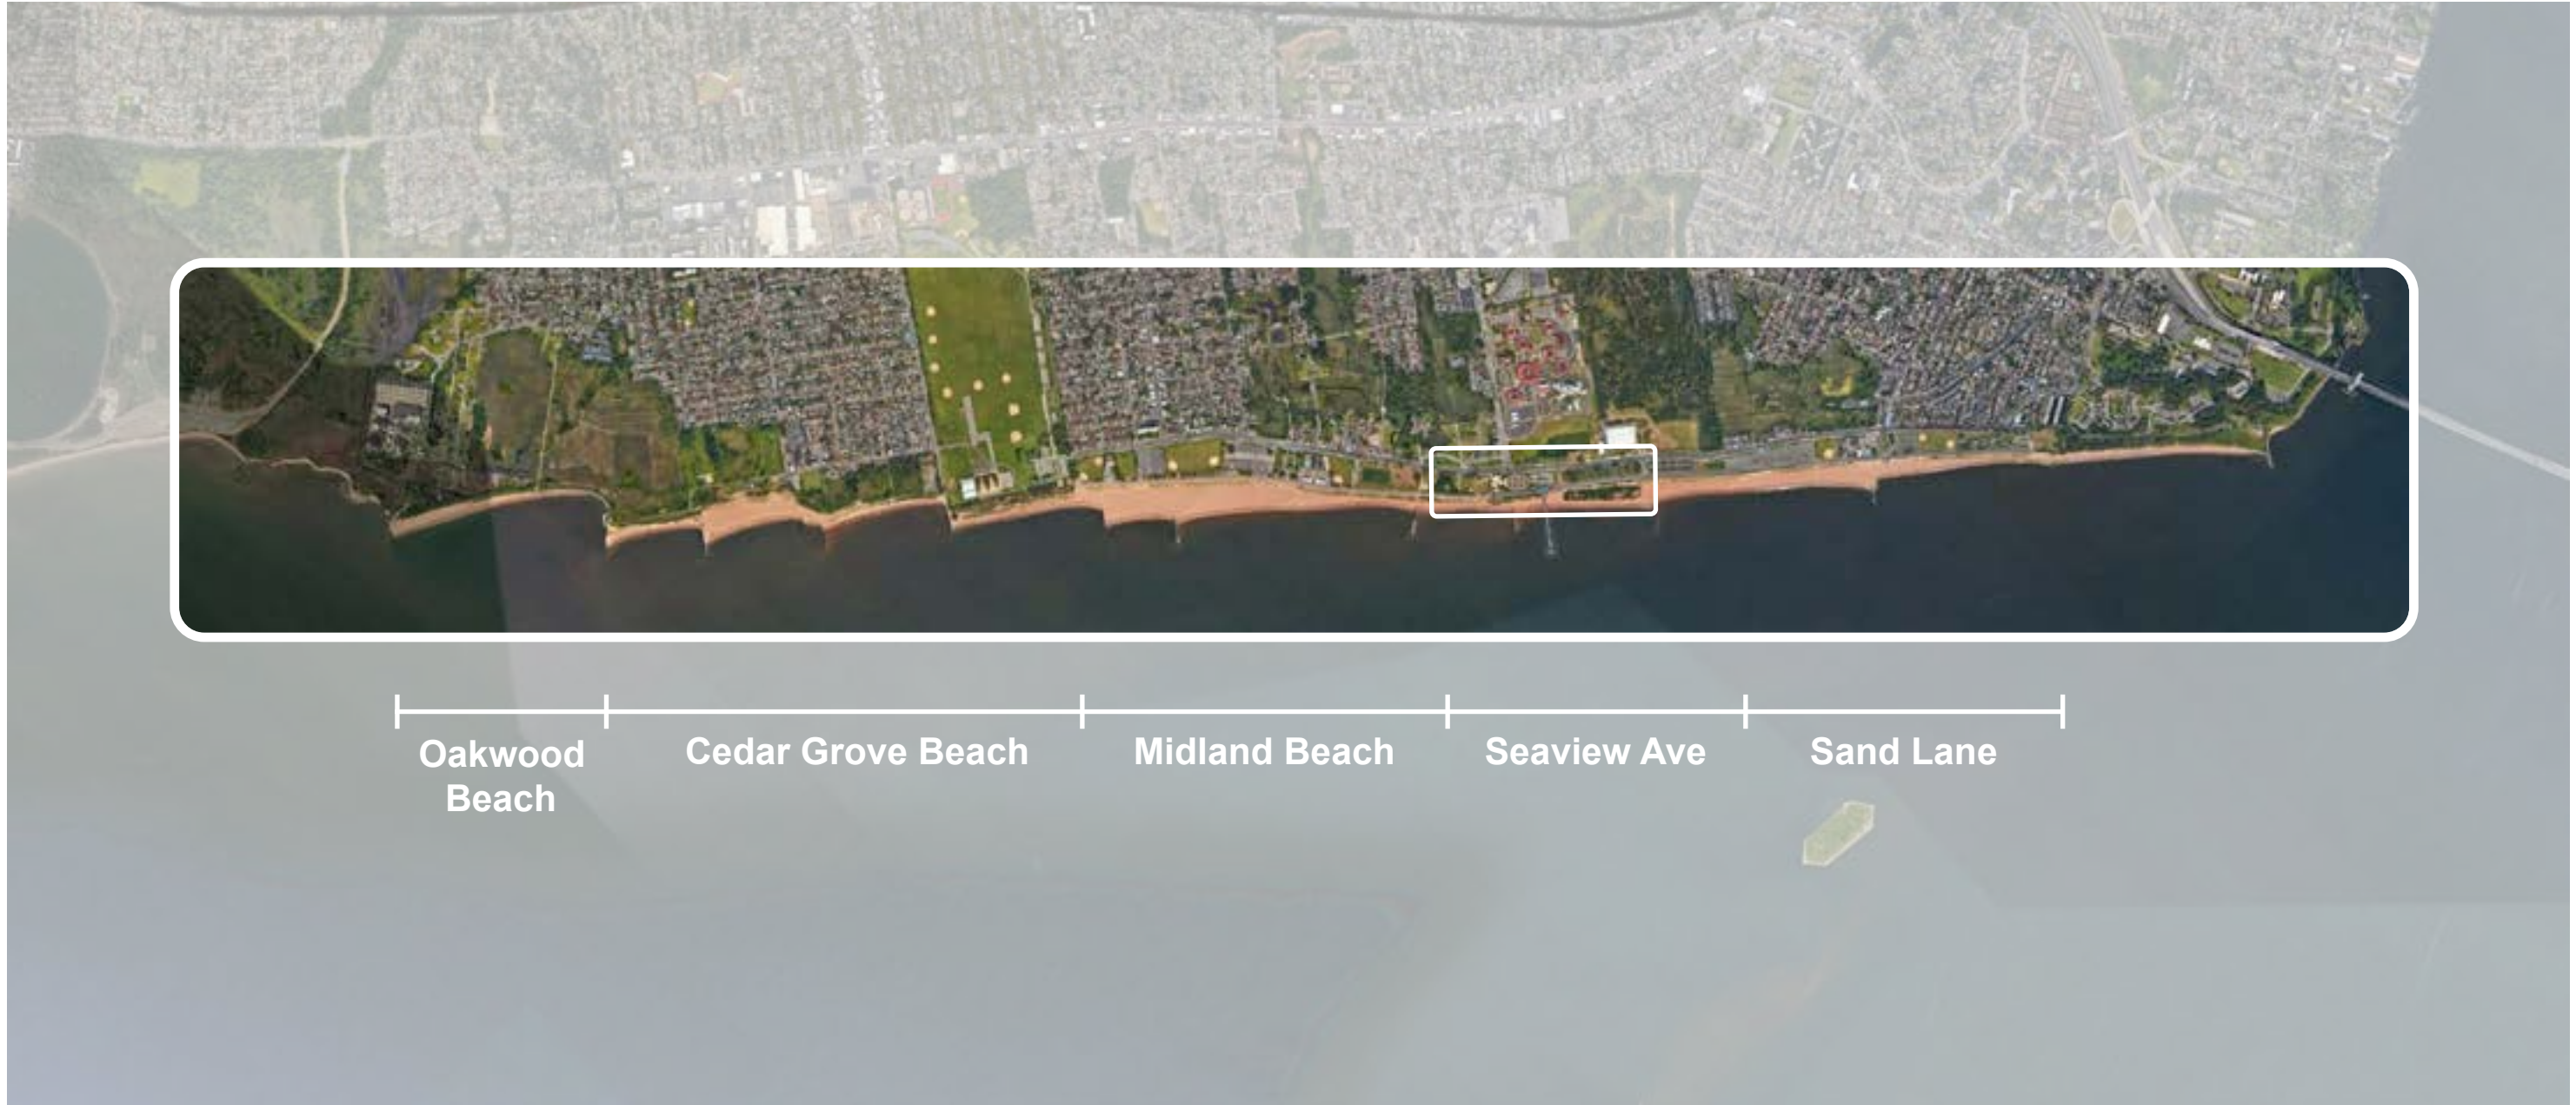 Oakwood
Beach
Cedar Grove Beach
Midland Beach
Seaview Ave
Sand Lane